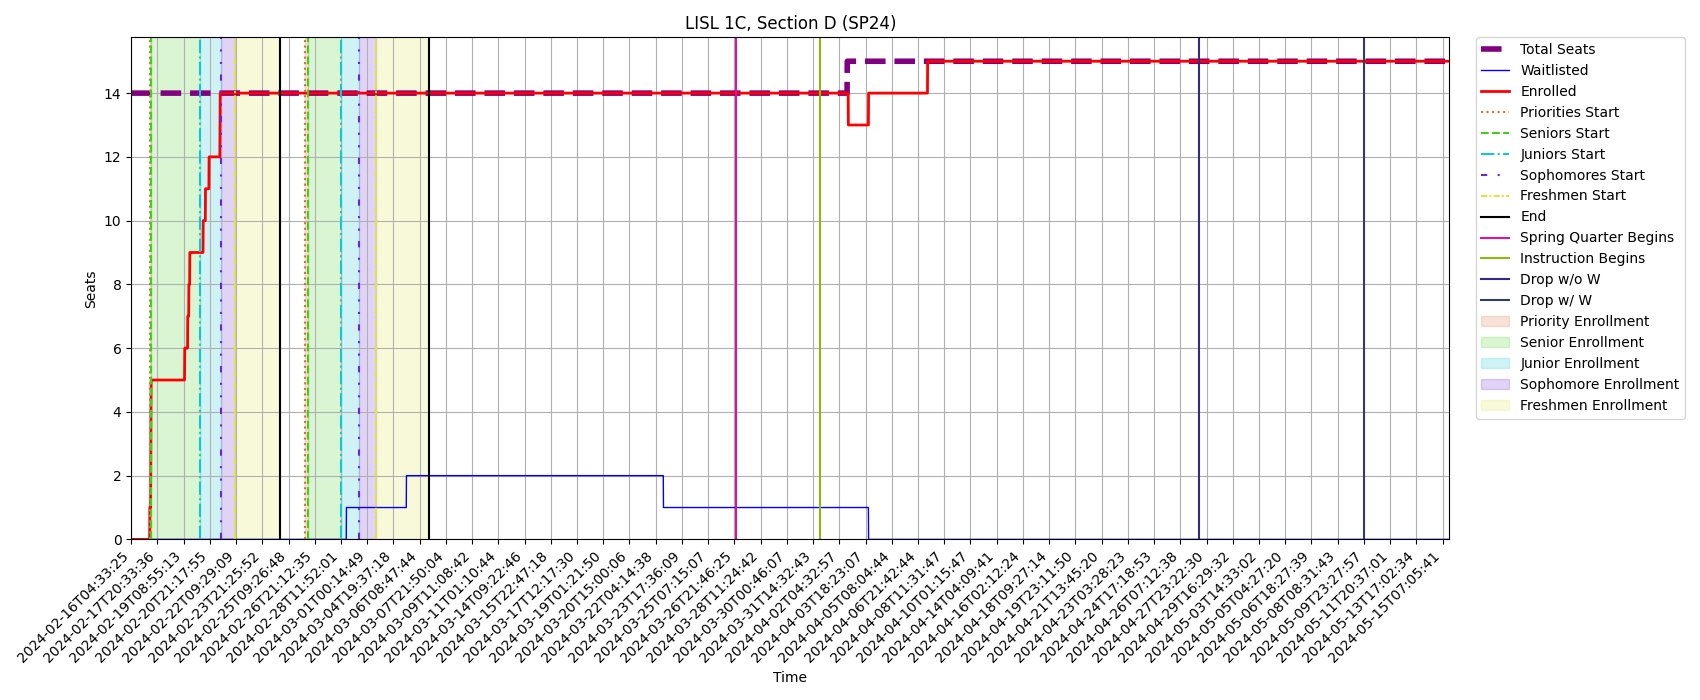 LISL 1C, Section D (SP24)
Seats
14
12
10
8
6
4
2
0
2024-02-16T04:33:25
2024-02-17T20:33:36
2024-02-19T08:55:13
2024-02-20T21:17:55
2024-02-22T09:29:09
2024-02-23T21:25:52
2024-02-25T09:26:48
2024-02-26T21:12:35
2024-02-28T11:52:01
2024-03-01T00:14:49
2024-03-04T19:37:18
2024-03-06T08:47:44
2024-03-07T21:50:04
2024-03-09T11:08:42
2024-03-11T01:10:44
2024-03-14T09:22:46
2024-03-15T22:47:18
2024-03-17T12:17:30
2024-03-19T01:21:50
2024-03-20T15:00:06
2024-03-22T04:14:38
2024-03-23T17:36:09
2024-03-25T07:15:07
2024-03-26T21:46:25
2024-03-28T11:24:42
2024-03-30T00:46:07
2024-03-31T14:32:43
2024-04-02T04:32:57
2024-04-03T18:23:07
2024-04-05T08:04:44
2024-04-06T21:42:44
2024-04-08T11:31:47
2024-04-10T01:15:47
2024-04-14T04:09:41
2024-04-16T02:12:24
2024-04-18T09:27:14
2024-04-19T23:11:50
2024-04-21T13:45:20
2024-04-23T03:28:23
2024-04-24T17:18:53
2024-04-26T07:12:38
2024-04-27T23:22:30
2024-04-29T16:29:32
2024-05-03T14:33:02
2024-05-05T04:27:20
2024-05-06T18:27:39
2024-05-08T08:31:43
2024-05-09T23:27:57
2024-05-11T20:37:01
2024-05-13T17:02:34
2024-05-15T07:05:41
Time
Total Seats
Waitlisted
Enrolled
Priorities Start
Seniors Start
Juniors Start
Sophomores Start
Freshmen Start
End
Spring Quarter Begins
Instruction Begins
Drop w/o W
Drop w/ W
Priority Enrollment
Senior Enrollment
Junior Enrollment
Sophomore Enrollment
Freshmen Enrollment